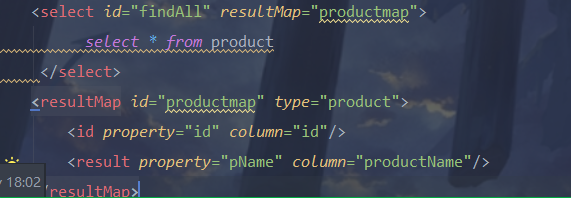 <select id="findAll" resultMap="productmap">
select * from product
</select>
<resultMap id="productmap" type="product">
<id property="id" column="id"/>
<result property="pName" column="productName"/>
18:02
/resultMap>